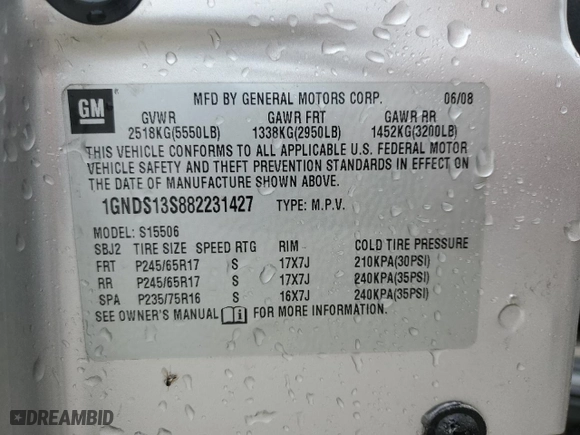 GM
MFD BY GENERAL MOTORS CORP. 06/08
GVWR GAWR FRT GAWR RR
2518KG(5550LB) 1338KG(2950LB) 1452KG(3200LB)
THIS VEHICLE CONFORMS TO ALL APPLICABLE U.S. FEDERAL MOTOR
VEHICLE SAFETY AND THEFT PREVENTION STANDARDS IN EFFECT ON
THE DATE OF MANUFACTURE SHOWN ABOVE.
1GNDS13S882231427 TYPE: M.P.V.
MODEL: S15506
SBJ2 TIRE SIZE SPEED RTG RIM COLD TIRE PRESSURE
FRT P245/65R17 S 17X7J 210KPA(30PSI)
RR P245/65R17 S 17X7J 240KPA(35PSI)
SPA P235/75R16 S 16X7J 240KPA(35PSI)
SEE OWNER'S MANUAL i FOR MORE INFORMATION.
DREAMBID